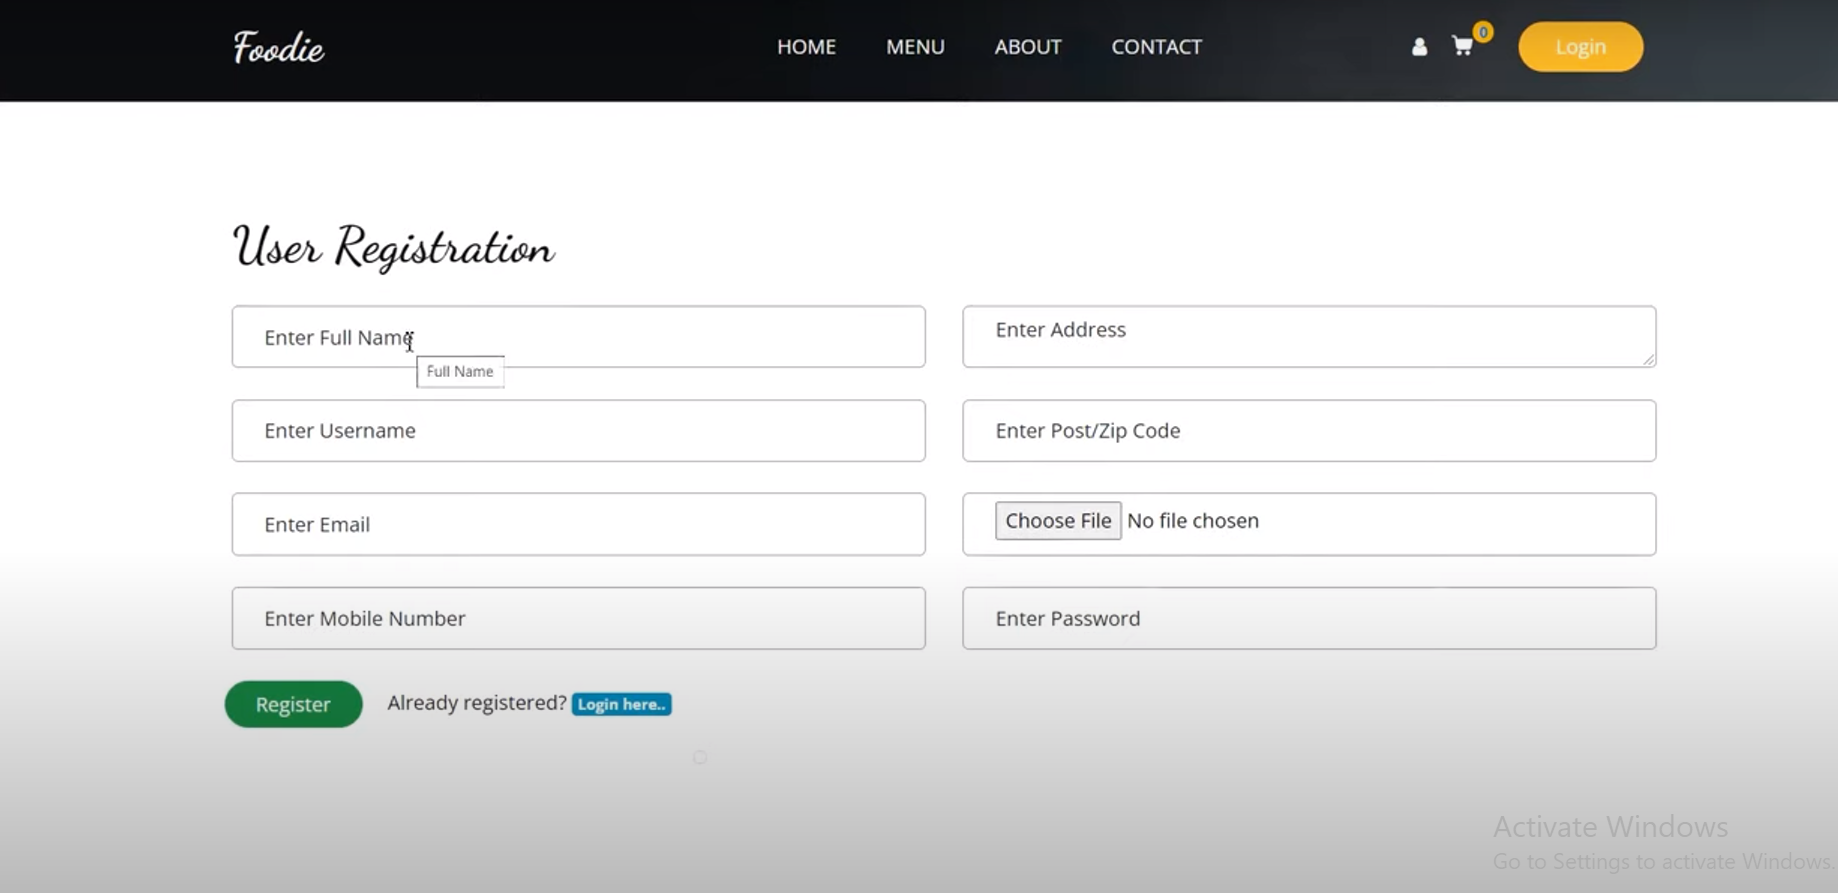 Foodie
HOME MENU ABOUT CONTACT
0
Login
User Registration
Enter Full Name
Enter Address
Full Name
Enter Username
Enter Post/Zip Code
Enter Email
Choose File No file chosen
Enter Mobile Number
Enter Password
Register
Already registered? Login here..
Activate Windows
Go to Settings to activate Windows.